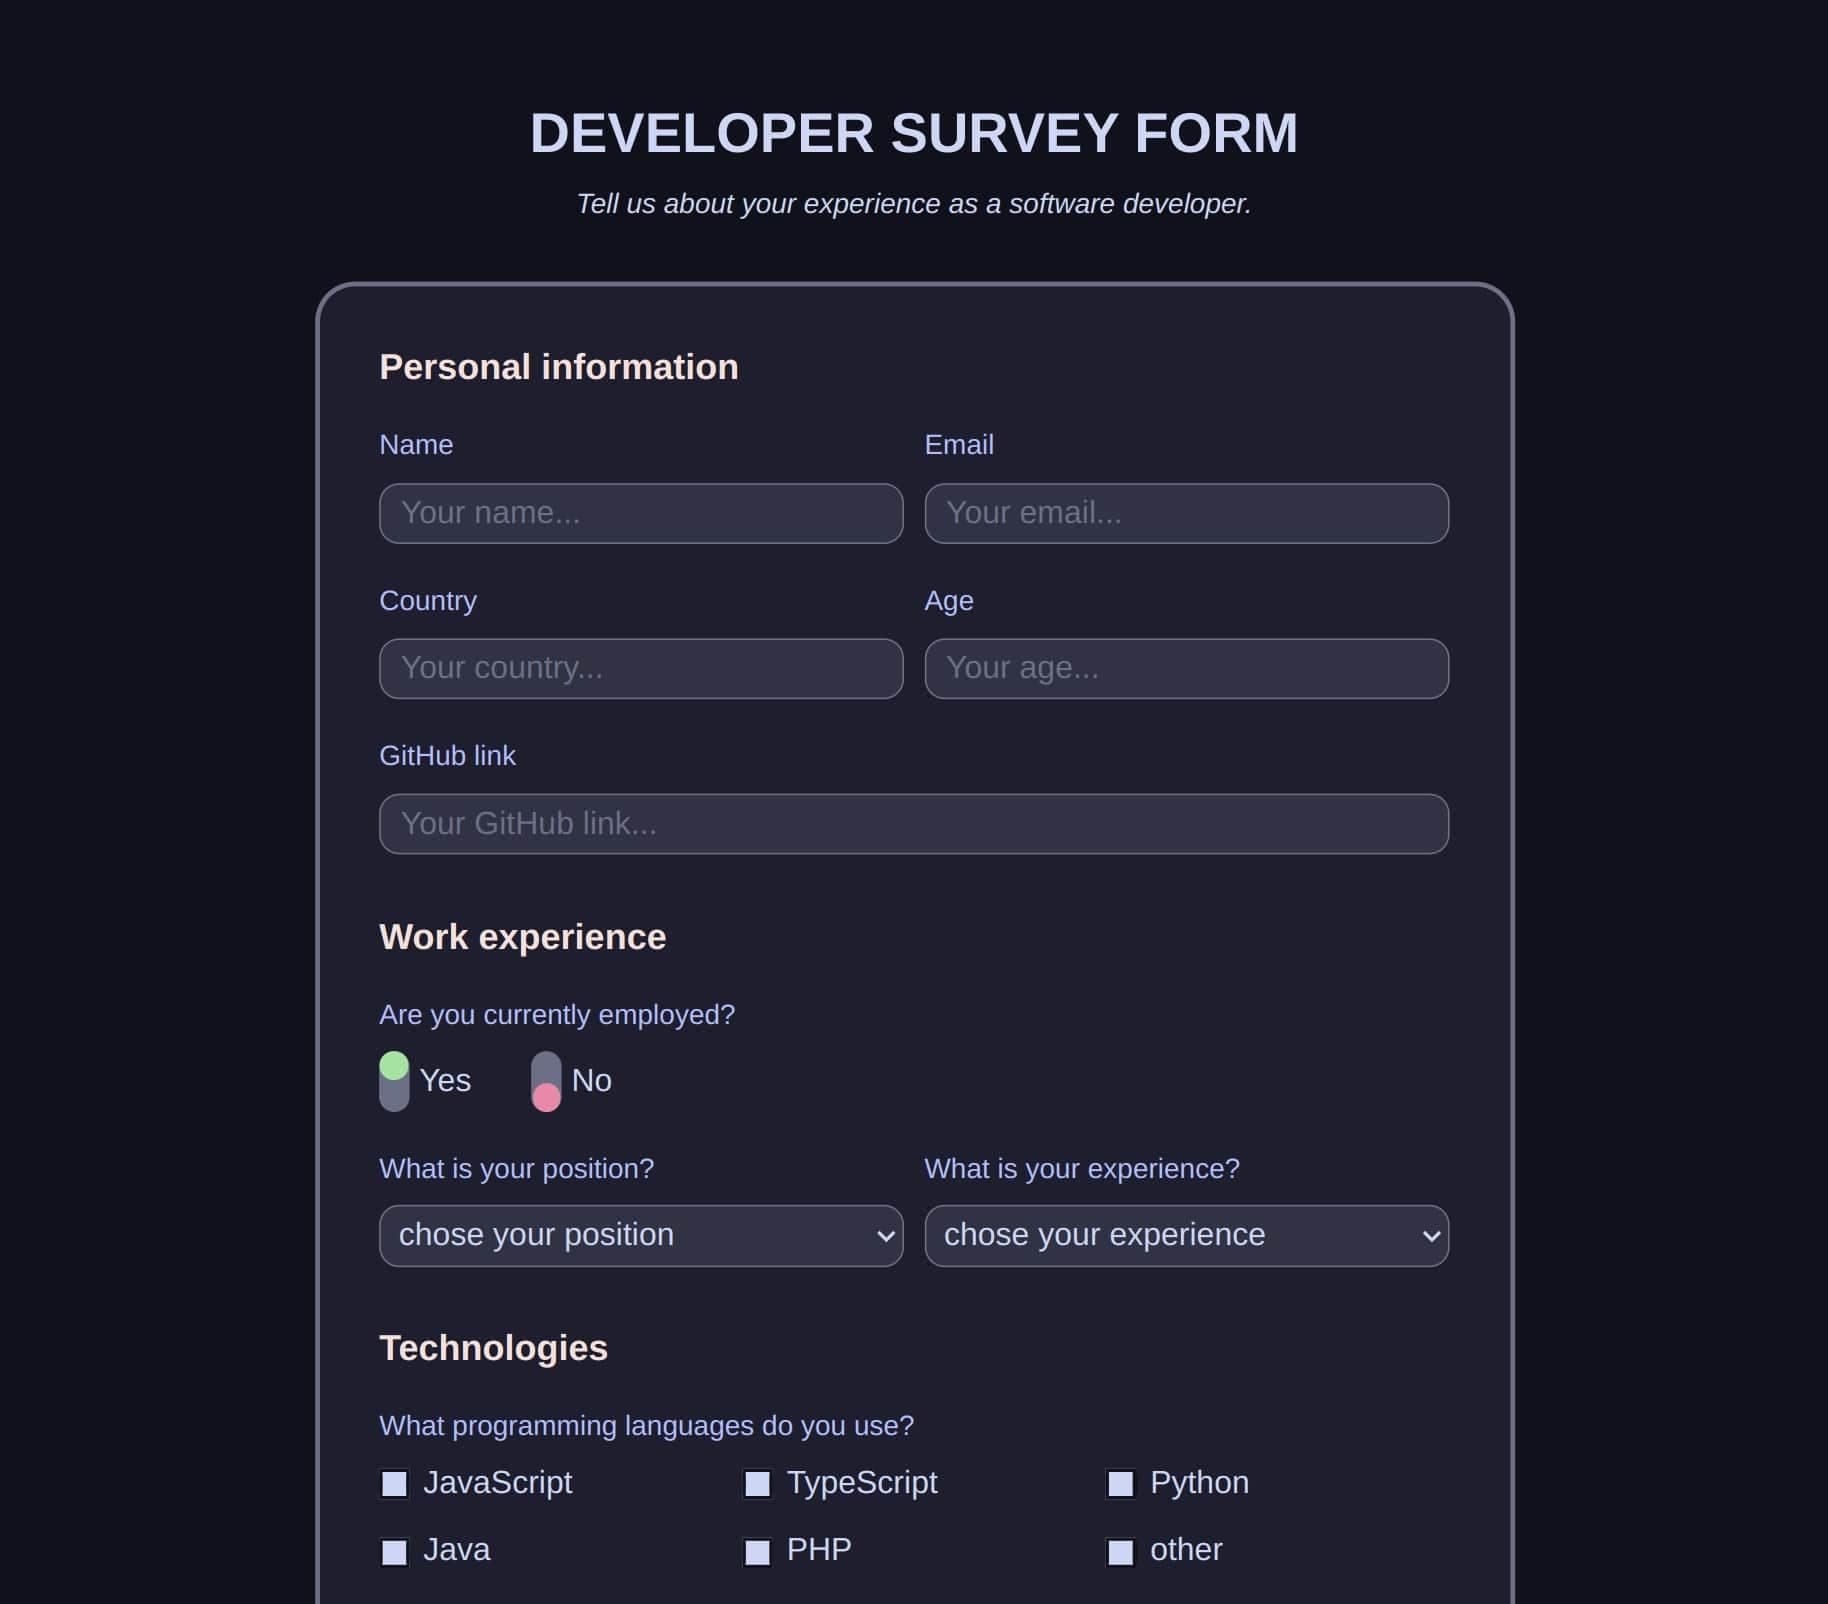 DEVELOPER SURVEY FORM
Tell us about your experience as a software developer.
Personal information
Name
Email
Your name...
Your email...
Country
Age
Your country...
Your age...
GitHub link
Your GitHub link...
Work experience
Are you currently employed?
Yes
No
What is your position?
What is your experience?
chose your position
chose your experience
Technologies
What programming languages do you use?
JavaScript
TypeScript
Python
Java
PHP
other